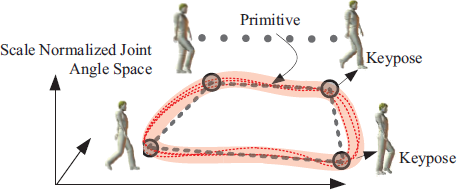 Primitive
Scale Normalized Joint
Angle Space
Keypose
Keypose